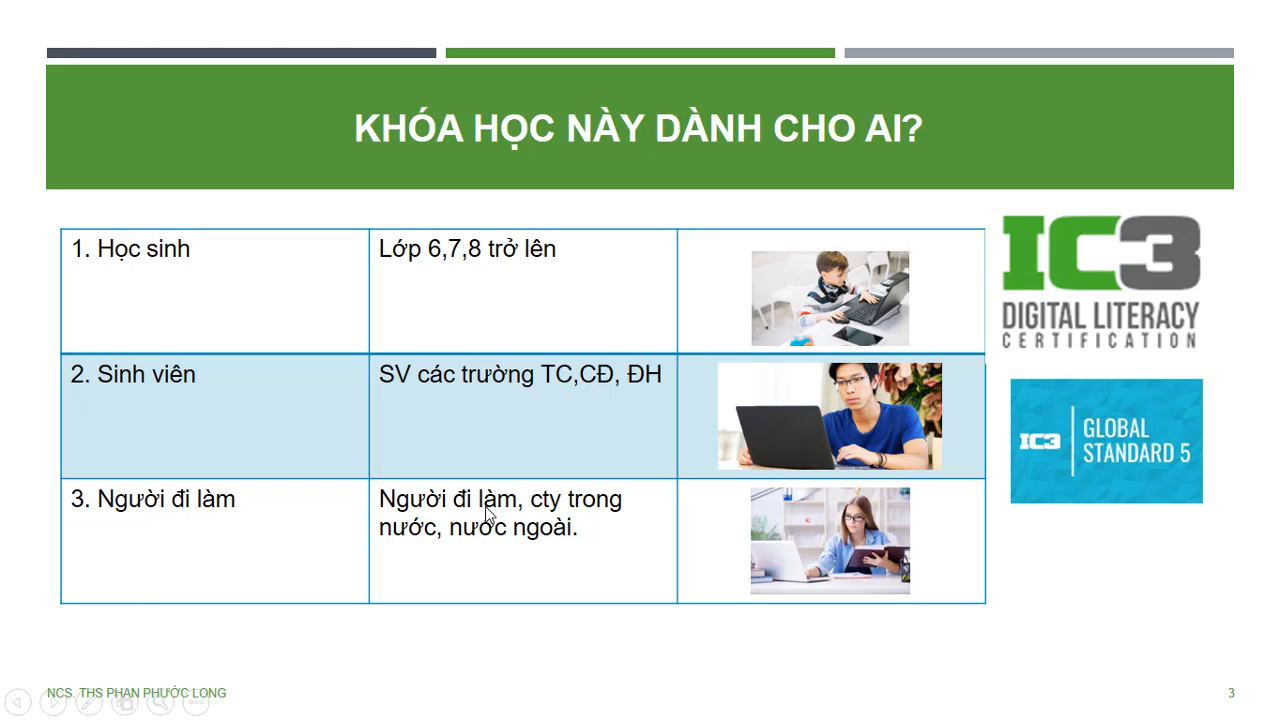 KHÓA HỌC NÀY DÀNH CHO AI?
1. Học sinh
Lớp 6,7,8 trở lên
2. Sinh viên
SV các trường TC,CĐ, ĐH
3. Người đi làm
Người đi làm, cty trong
nước, nước ngoài.
IC3
DIGITAL LITERACY
CERTIFICATION
IC3
GLOBAL
STANDARD 5
NCS. THS PHAN PHƯỚC LONG
3